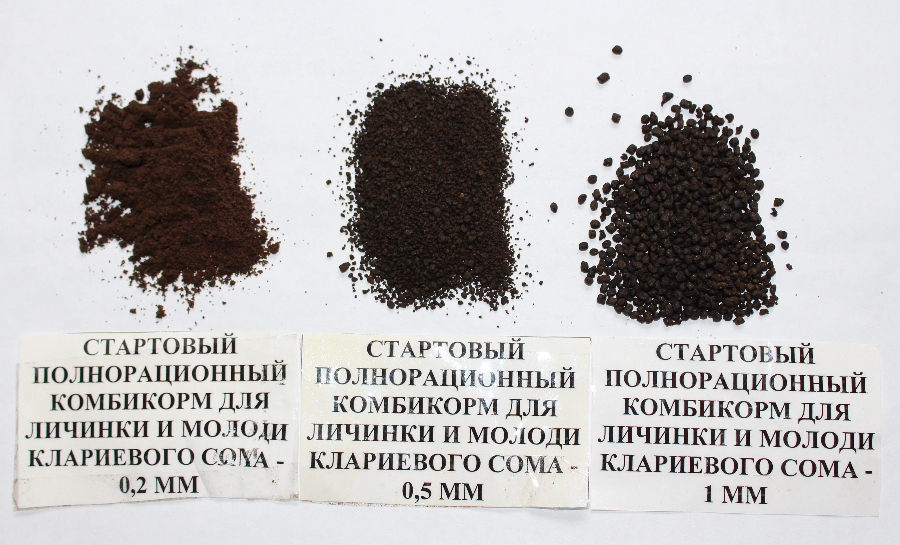 СТАРТОВЫЙ
ПОЛНОРАЦИОННЫЙ
КОМБИКОРМ ДЛЯ
ЛИЧИНКИ И МОЛОДИ
КЛАРИЕВОГО СОМА -
0,2 ММ
СТАРТОВЫЙ
ПОЛНОРАЦИОННЫЙ
КОМБИКОРМ ДЛЯ
ЛИЧИНКИ И МОЛОДИ
КЛАРИЕВОГО СОМА -
0,5 ММ
СТАРТОВЫЙ
ПОЛНОРАЦИОННЫЙ
КОМБИКОРМ ДЛЯ
ЛИЧИНКИ И МОЛОДИ
КЛАРИЕВОГО СОМА -
1 ММ